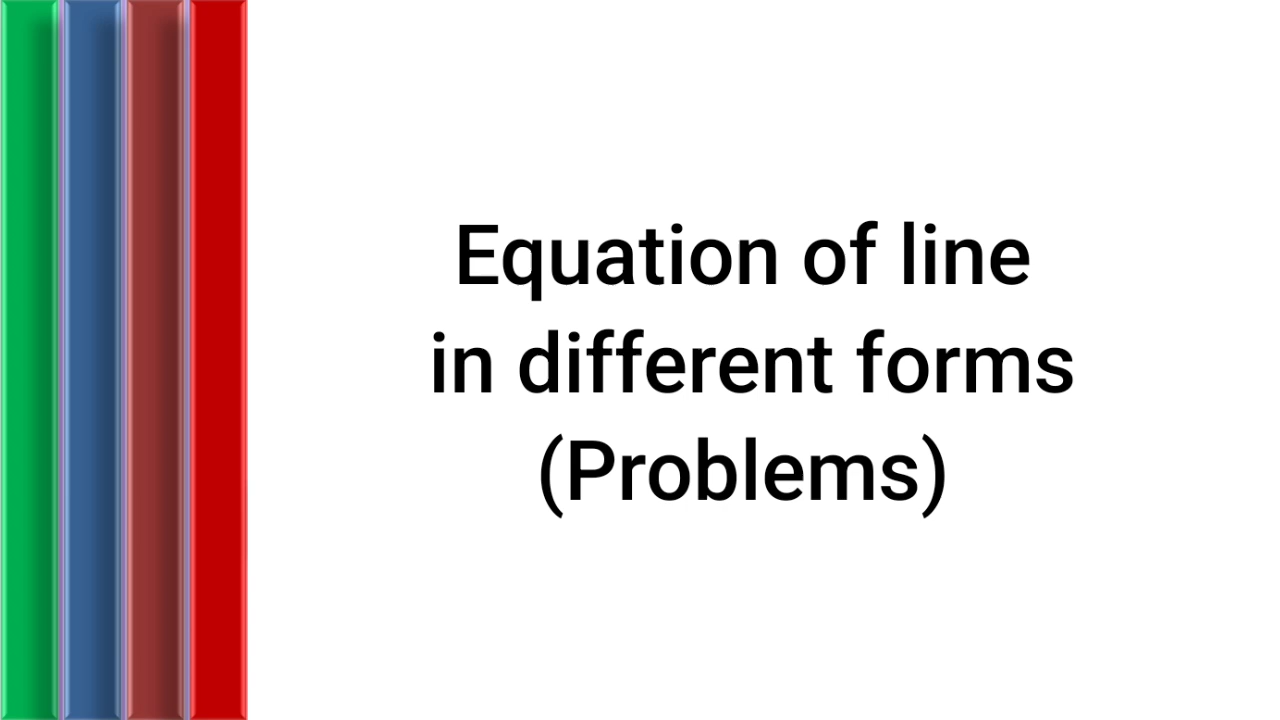 Equation of line
in different forms
(Problems)